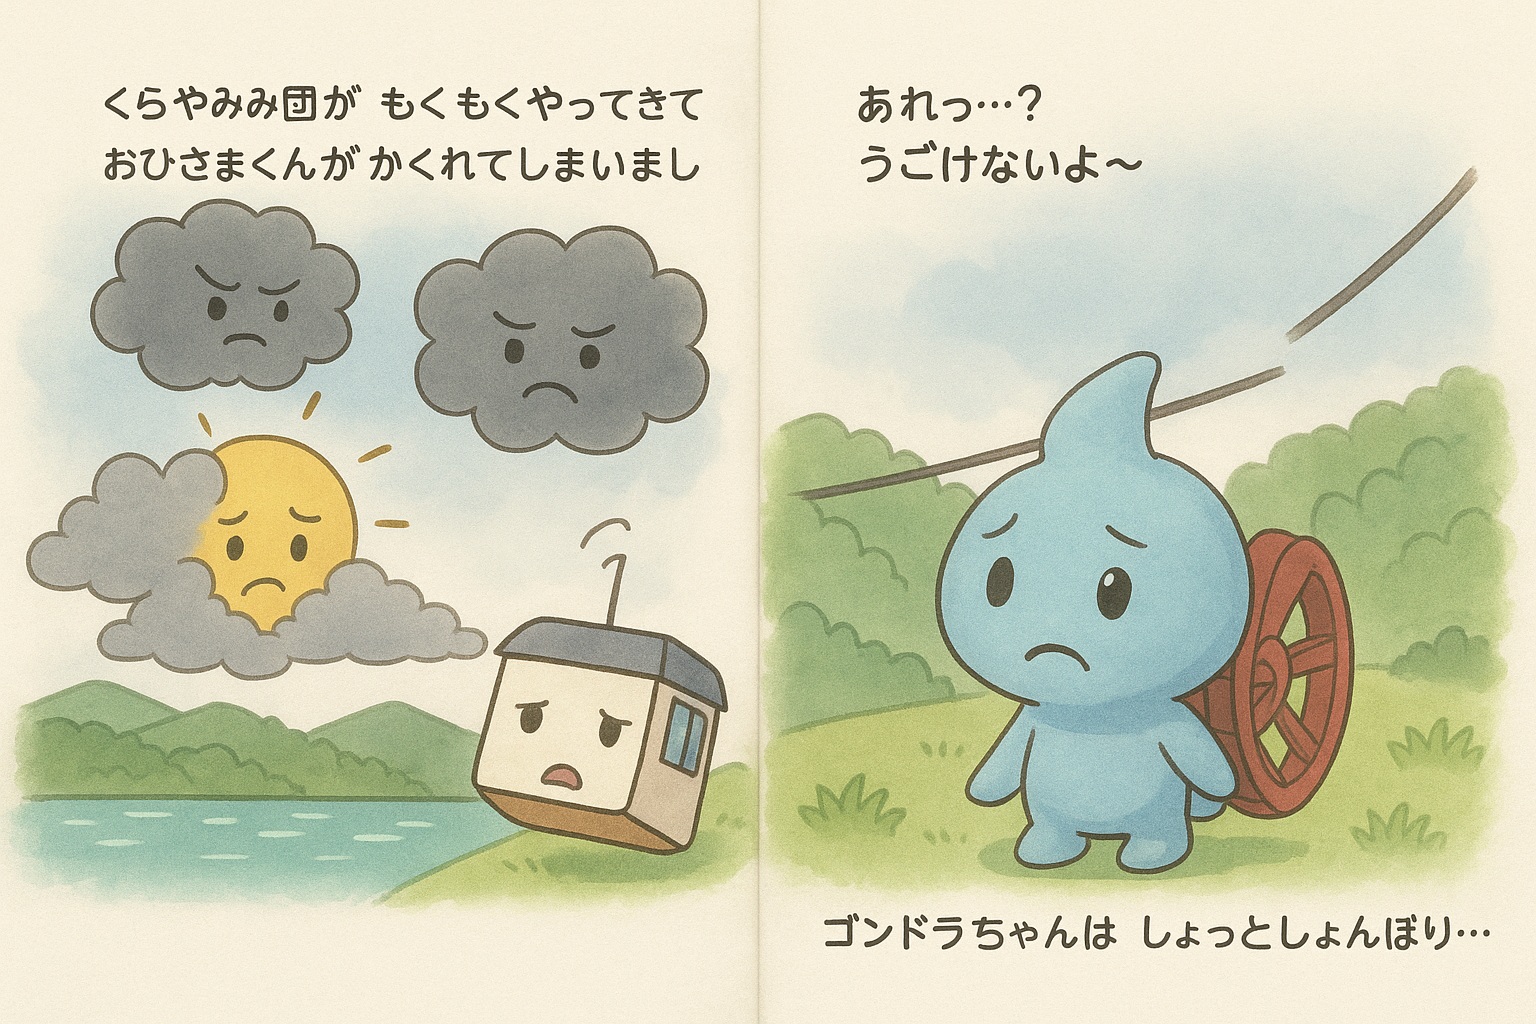 くらやみみ団が もくもくやってきて
おひさまくんが かくれてしまいまし
あれっ…?
うごけないよ〜
ゴンドラちゃんは しょっとしょんぼり…